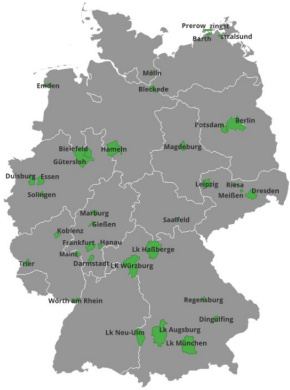 Prerow zingst
Barth
stralsund
Mölln
Bleckede
Emden
Berlin
Potsdam
Bielefeld
Hameln
Magdeburg
Gütersloh
Duisburg
Essen
Leipzig
Riesa
Solingen
Meißen
Dresden
Marburg
Saalfeld
Gießen
Koblenz
Frankfurt
Hanau
Lk Haßberge
Mainz
Trier
Darmstadt
LK Würzburg
Wörth am Rhein
Regensburg
Dingolfing
Lk Neu-Ulm
Lk Augsburg
Lk München